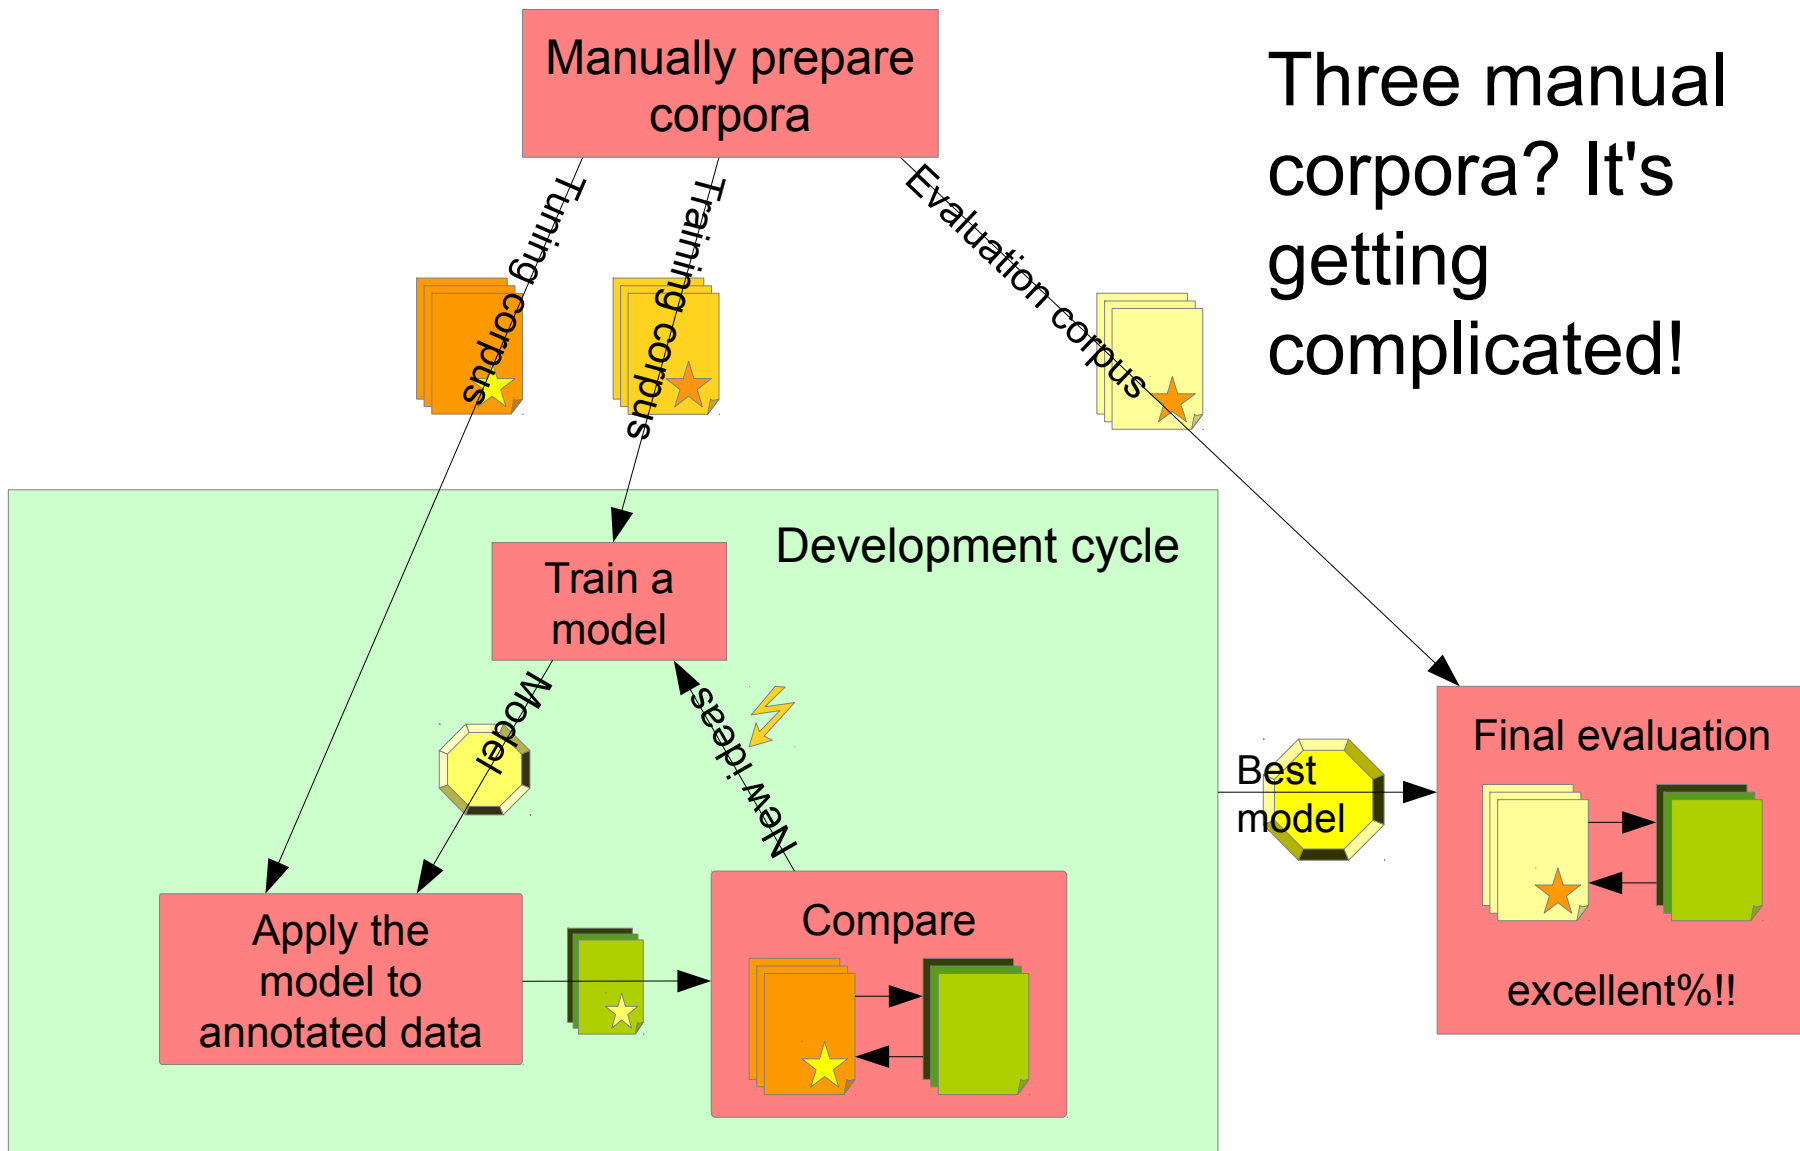 Manually prepare
corpora
Three manual
corpora? It's
getting
complicated!
Tuning corpus
Training corpus
Evaluation corpus
Development cycle
Train a
model
Model
New ideas
Best
model
Final evaluation
excellent%!!
Apply the
model to
annotated data
Compare